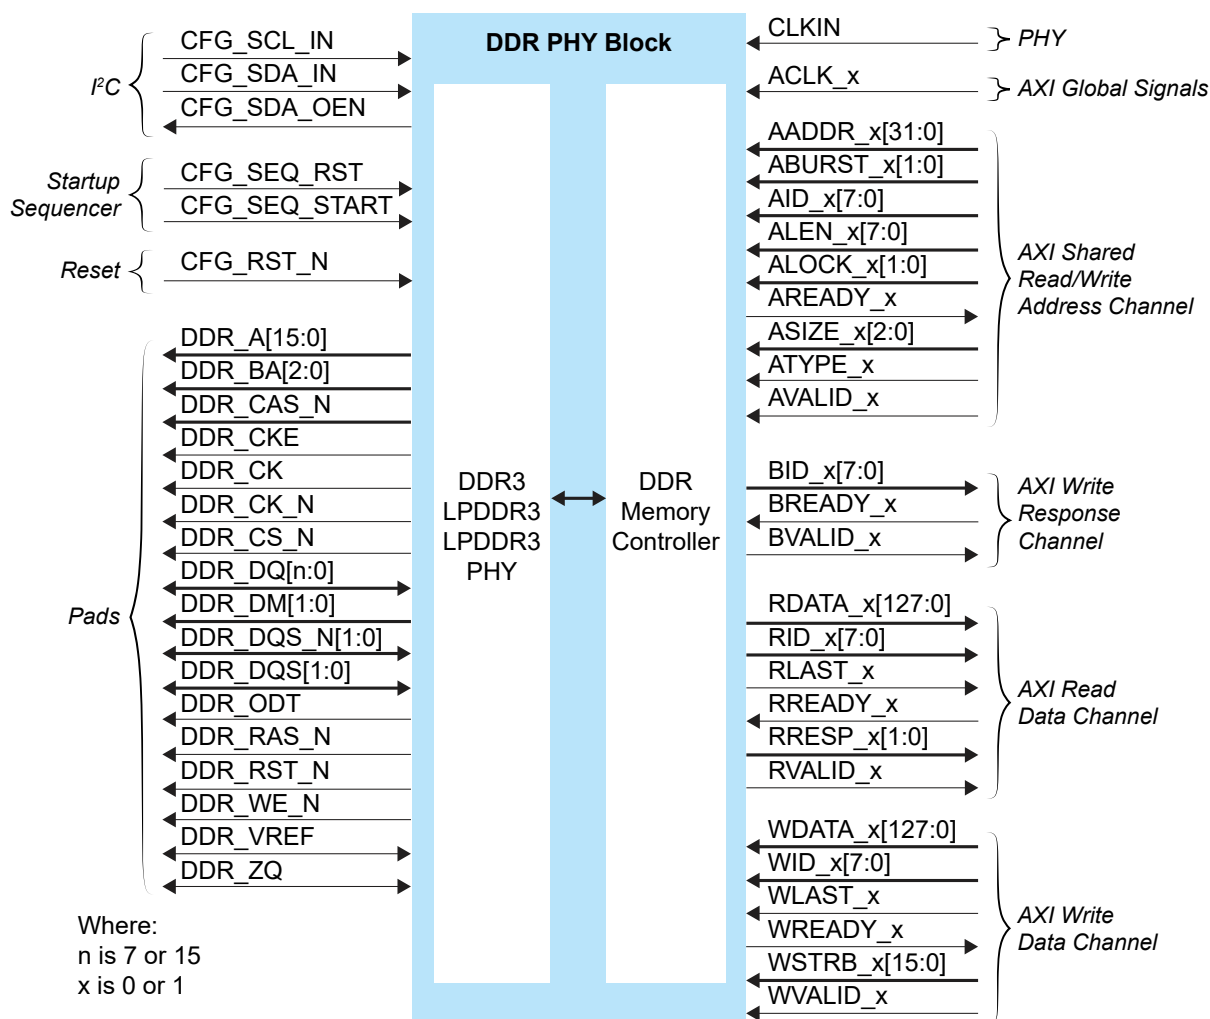 DDR PHY Block
I²C
CFG_SCL_IN
CFG_SDA_IN
CFG_SDA_OEN
Startup
Sequencer
CFG_SEQ_RST
CFG_SEQ_START
Reset
CFG_RST_N
Pads
DDR_A[15:0]
DDR_BA[2:0]
DDR_CAS_N
DDR_CKE
DDR_CK
DDR_CK_N
DDR_CS_N
DDR_DQ[n:0]
DDR_DM[1:0]
DDR_DQS_N[1:0]
DDR_DQS[1:0]
DDR_ODT
DDR_RAS_N
DDR_RST_N
DDR_WE_N
DDR_VREF
DDR_ZQ
Where:
n is 7 or 15
x is 0 or 1
DDR3
LPDDR3
LPDDR3
PHY
DDR
Memory
Controller
CLKIN
PHY
ACLK_x
AXI Global Signals
AADDR_x[31:0]
ABURST_x[1:0]
AID_x[7:0]
ALEN_x[7:0]
ALOCK_x[1:0]
AREADY_x
ASIZE_x[2:0]
ATYPE_x
AVALID_x
AXI Shared
Read/Write
Address Channel
BID_x[7:0]
BREADY_x
BVALID_x
AXI Write
Response
Channel
RDATA_x[127:0]
RID_x[7:0]
RLAST_x
RREADY_x
RRESP_x[1:0]
RVALID_x
AXI Read
Data Channel
WDATA_x[127:0]
WID_x[7:0]
WLAST_x
WREADY_x
WSTRB_x[15:0]
WVALID_x
AXI Write
Data Channel